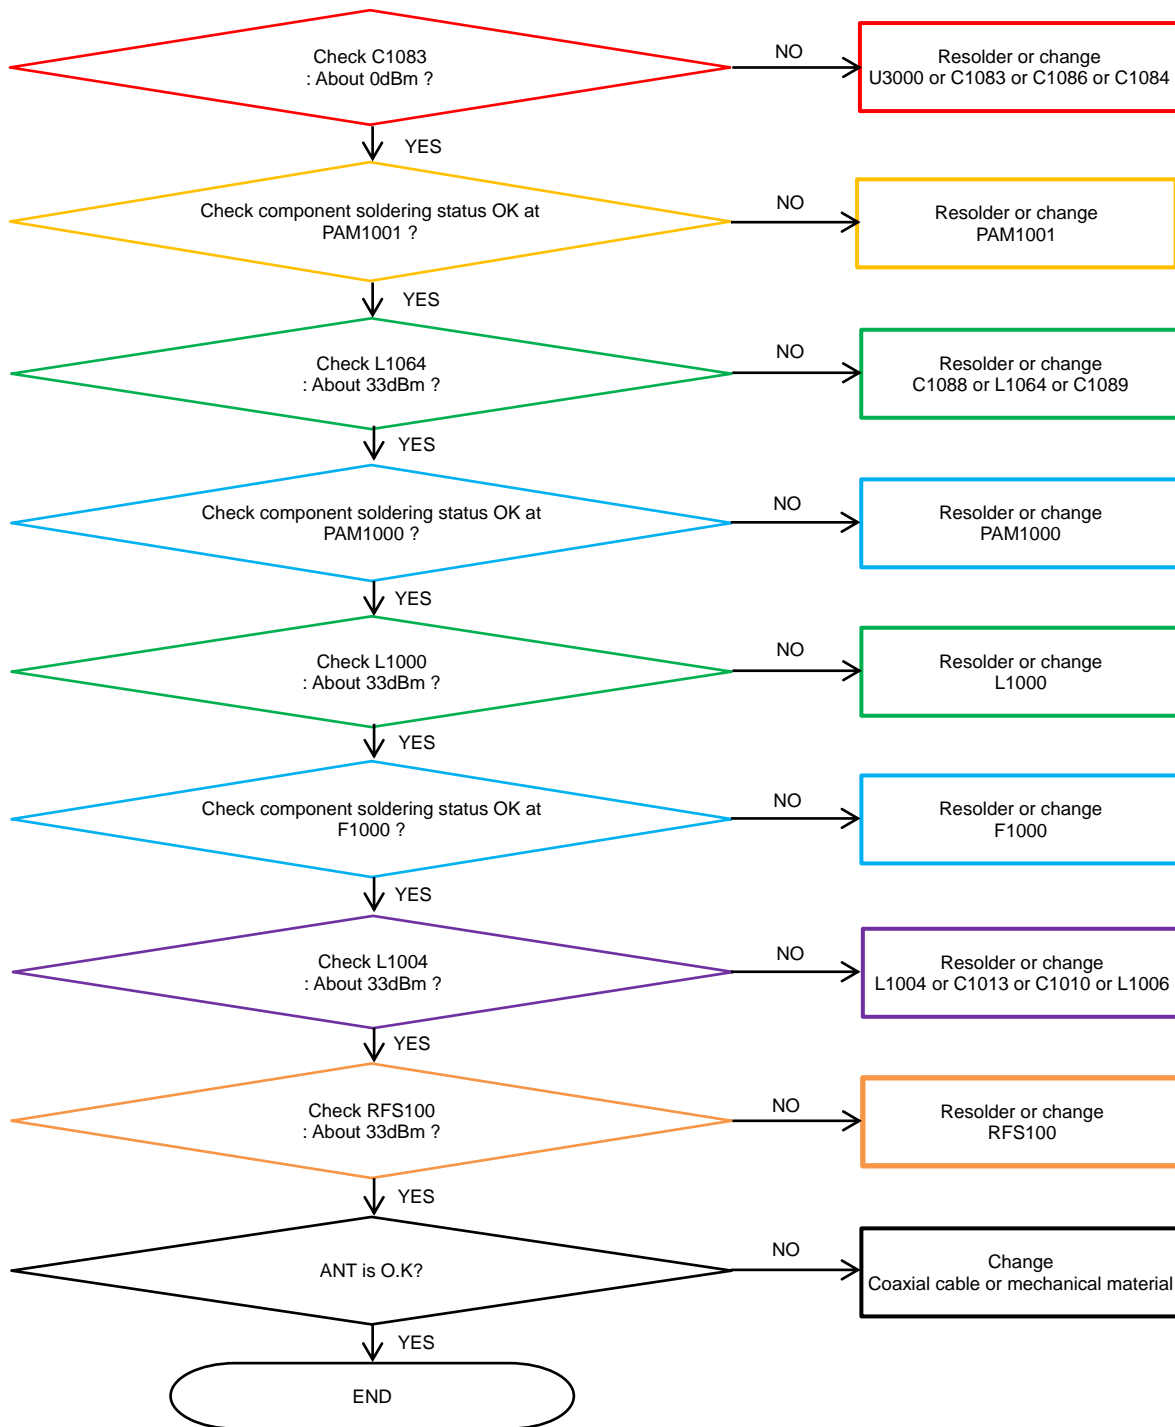 Check C1083
: About 0dBm ?
NO
Resolder or change
U3000 or C1083 or C1086 or C1084
YES
Check component soldering status OK at
PAM1001 ?
NO
Resolder or change
PAM1001
YES
Check L1064
: About 33dBm ?
NO
Resolder or change
C1088 or L1064 or C1089
YES
Check component soldering status OK at
PAM1000 ?
NO
Resolder or change
PAM1000
YES
Check L1000
: About 33dBm ?
NO
Resolder or change
L1000
YES
Check component soldering status OK at
F1000 ?
NO
Resolder or change
F1000
YES
Check L1004
: About 33dBm ?
NO
Resolder or change
L1004 or C1013 or C1010 or L1006
YES
Check RFS100
: About 33dBm ?
NO
Resolder or change
RFS100
YES
ANT is O.K?
NO
Change
Coaxial cable or mechanical material
YES
END